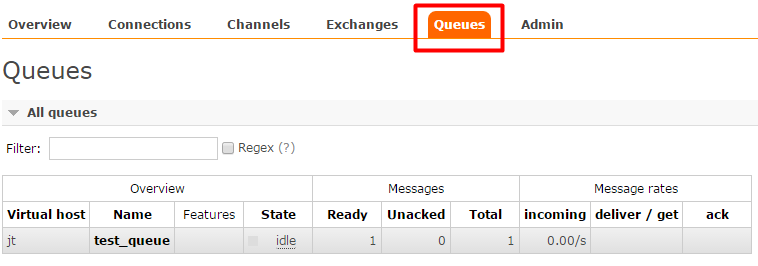 Overview Connections Channels Exchanges Queues Admin
Queues
All queues
Filter: Regex (?)
Overview Messages Message rates
Virtual host Name Features State Ready Unacked Total incoming deliver / get ack
jt test_queue idle 1 0 1 0.00/s